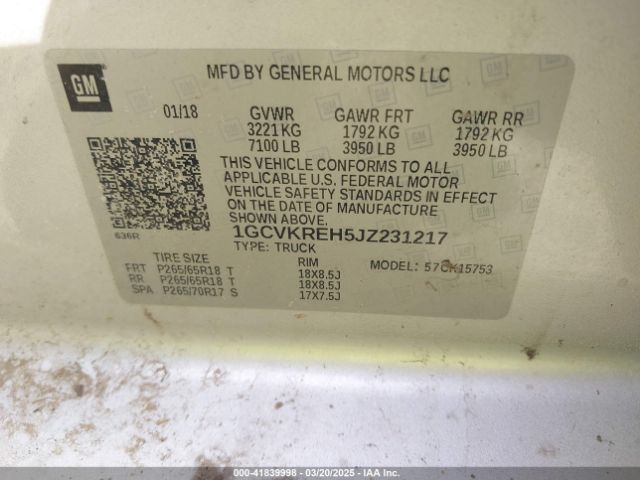 GM
MFD BY GENERAL MOTORS LLC
01/18 GVWR GAWR FRT GAWR RR
3221 KG 1792 KG 1792 KG
7100 LB 3950 LB 3950 LB
THIS VEHICLE CONFORMS TO ALL
APPLICABLE U.S. FEDERAL MOTOR
VEHICLE SAFETY STANDARDS IN EFFECT
ON THE DATE OF MANUFACTURE
SHOWN ABOVE.
636R 1GCVKREH5JZ231217
TYPE: TRUCK
TIRE SIZE RIM MODEL: 57CK15753
FRT P265/65R18 T 18X8.5J
RR P265/65R18 T 18X8.5J
SPA P265/70R17 S 17X7.5J
000-41839998 — 03/20/2025 — IAA Inc.